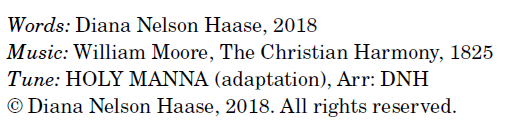 Words: Diana Nelson Haase, 2018
Music: William Moore, The Christian Harmony, 1825
Tune: HOLY MANNA (adaptation), Arr: DNH
© Diana Nelson Haase, 2018. All rights reserved.